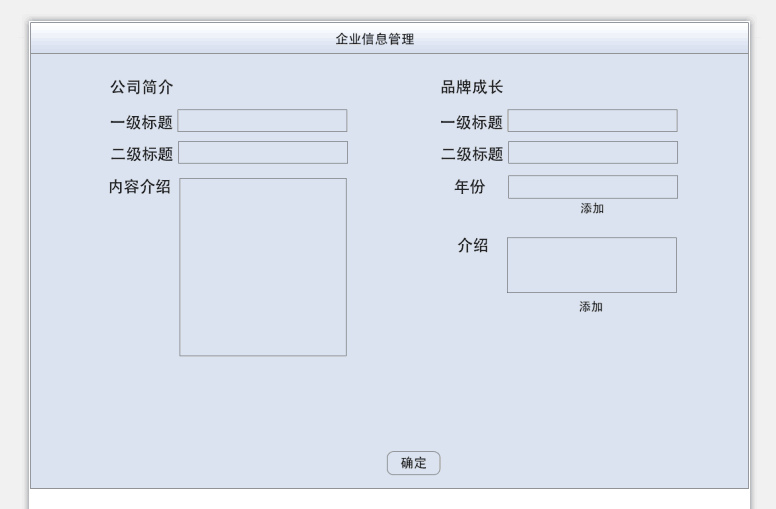 企业信息管理
公司简介
一级标题
二级标题
内容介绍
品牌成长
一级标题
二级标题
年份
添加
介绍
添加
确定